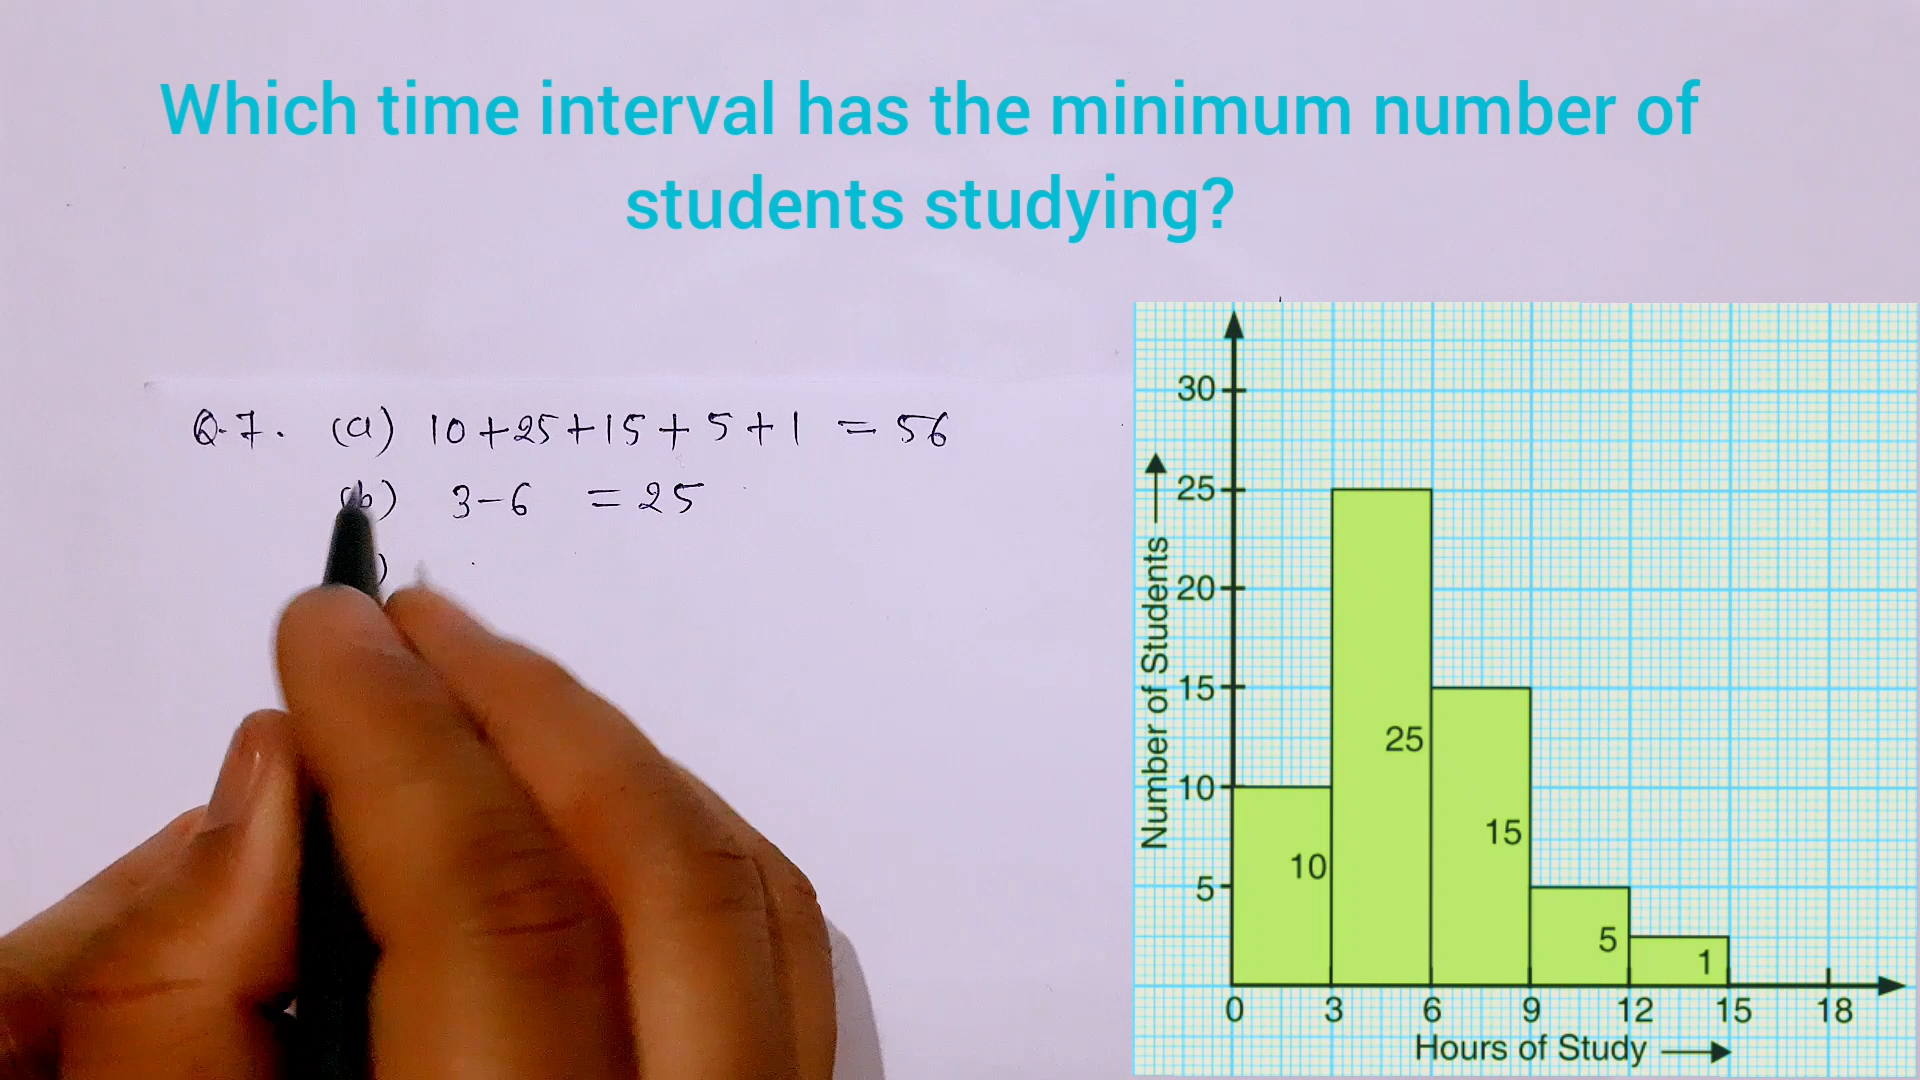 Which time interval has the minimum number of
students studying?
Q.7. (a) 10+25+15+5+1 = 56
(b) 3-6 = 25
)
Number of Students
30
25
20
15
10
5
10
25
15
5
1
0 3 6 9 12 15 18
Hours of Study